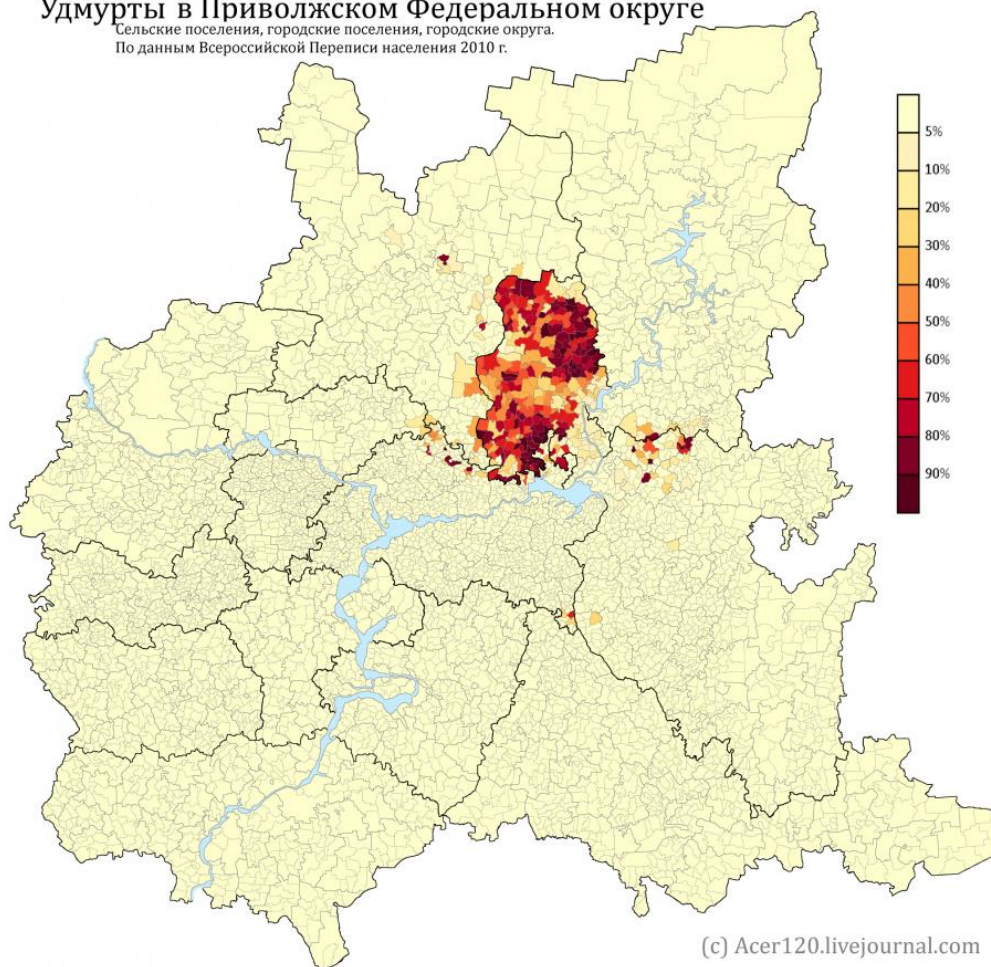 Удмурты в Приволжском Федеральном округе
Сельские поселения, городские поселения, городские округа.
По данным Всероссийской Переписи населения 2010 г.
5%
10%
20%
30%
40%
50%
60%
70%
80%
90%
(c) Acer120.livejournal.com